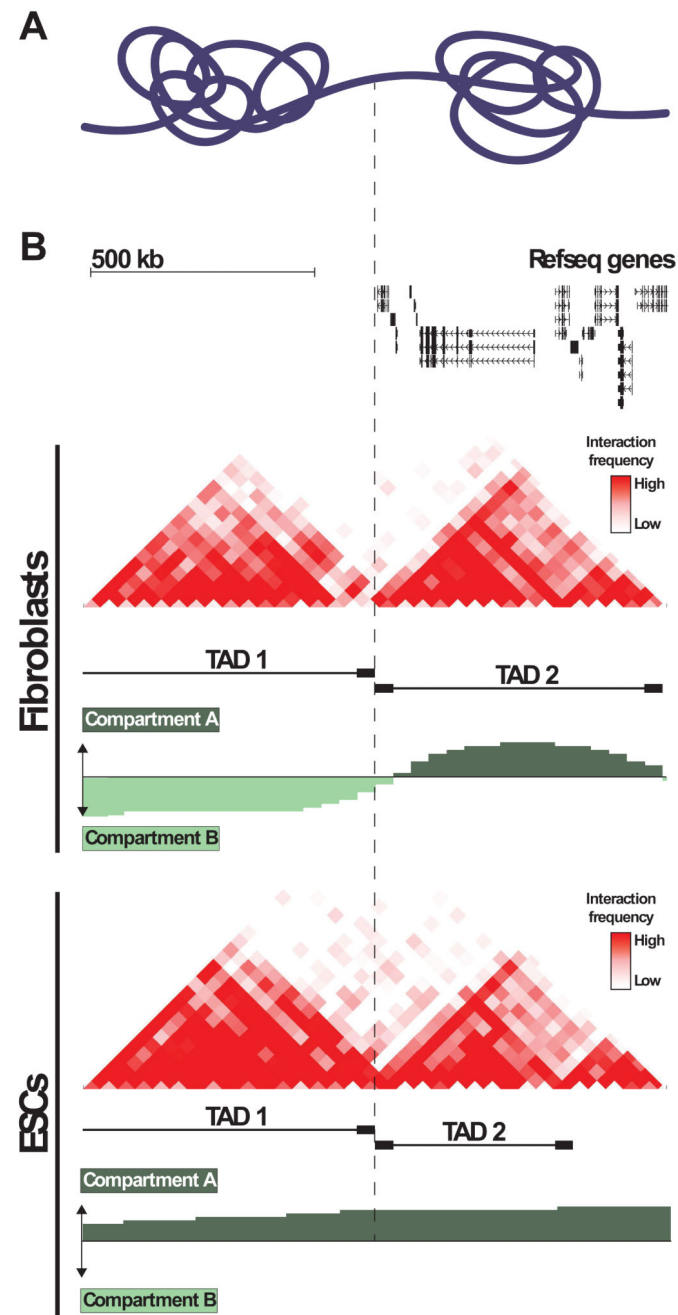 A
B
500 kb
Refseq genes
Fibroblasts
Interaction
frequency
High
Low
TAD 1
TAD 2
Compartment A
Compartment B
ESCs
Interaction
frequency
High
Low
TAD 1
TAD 2
Compartment A
Compartment B